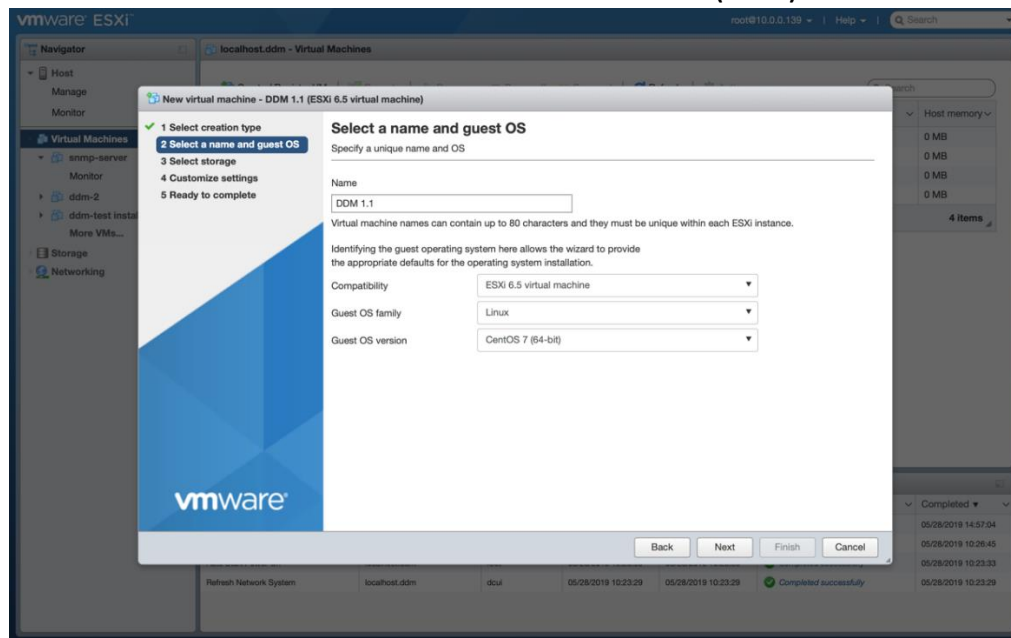 vmware ESXi™
root@10.0.0.139
Help
Search
Navigator
localhost.ddm - Virtual Machines
Host
Manage
Monitor
Virtual Machines
snmp-server
Monitor
ddm-2
ddm-test instal
More VMs...
Storage
Networking
Host memory
0 MB
0 MB
0 MB
0 MB
4 items
New virtual machine - DDM 1.1 (ESXi 6.5 virtual machine)
1 Select creation type
2 Select a name and guest OS
3 Select storage
4 Customize settings
5 Ready to complete
vmware®
Select a name and guest OS
Specify a unique name and OS
Name
DDM 1.1
Virtual machine names can contain up to 80 characters and they must be unique within each ESXi instance.
Identifying the guest operating system here allows the wizard to provide
the appropriate defaults for the operating system installation.
Compatibility
ESXi 6.5 virtual machine
Guest OS family
Linux
Guest OS version
CentOS 7 (64-bit)
Back
Next
Finish
Cancel
Completed
05/28/2019 14:57:04
05/28/2019 10:26:45
05/28/2019 10:23:33
Refresh Network System localhost.ddm dcui 05/28/2019 10:23:29 05/28/2019 10:23:29 Completed successfully 05/28/2019 10:23:29